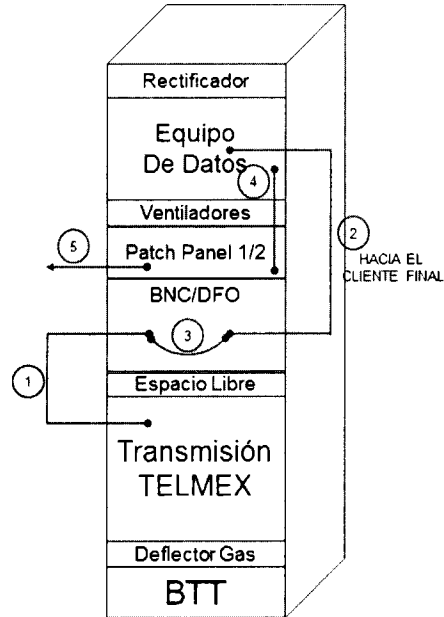 Rectificador
Equipo
De Datos
4
Ventiladores
5
Patch Panel 1/2
2
HACIA EL
CLIENTE FINAL
BNC/DFO
3
1
Espacio Libre
Transmisión
TELMEX
Deflector Gas
BTT